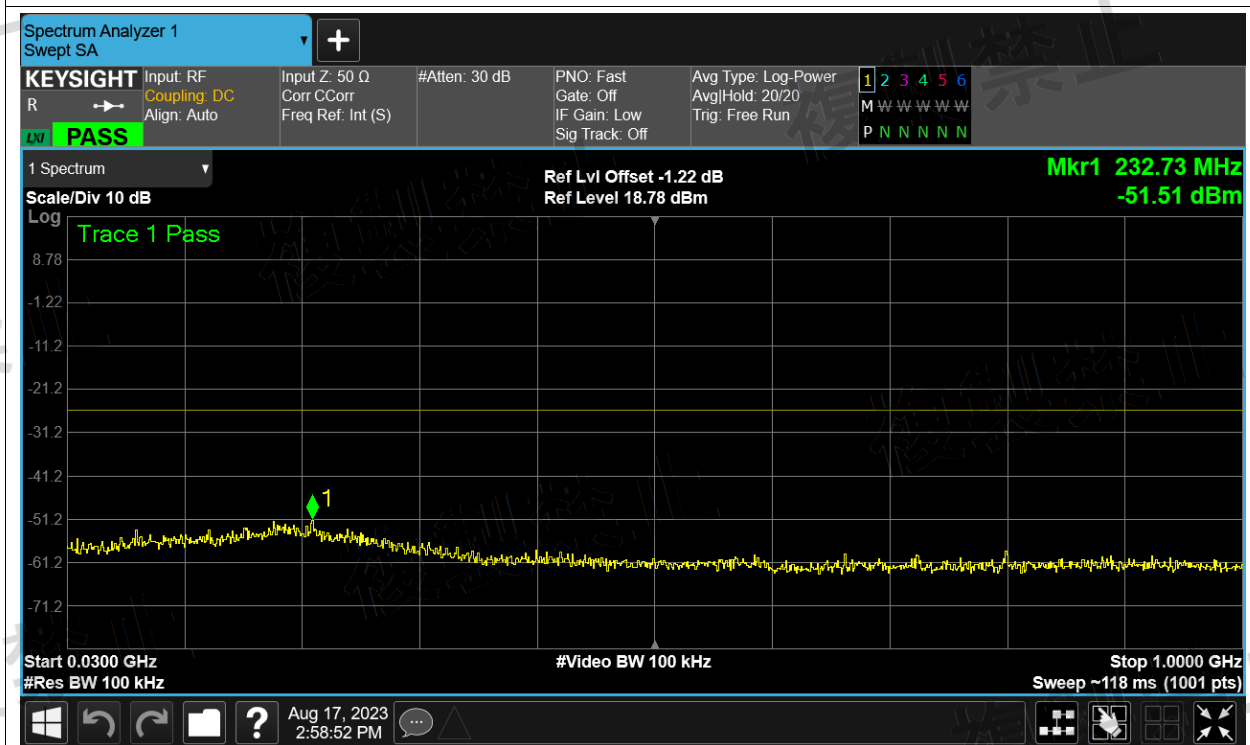 Spectrum Analyzer 1
Swept SA
+
KEYSIGHT
R
LXI
PASS
Input: RF
Coupling: DC
Align: Auto
Input Z: 50 Ω
Corr CCorr
Freq Ref: Int (S)
#Atten: 30 dB
PNO: Fast
Gate: Off
IF Gain: Low
Sig Track: Off
Avg Type: Log-Power
Avg|Hold: 20/20
Trig: Free Run
1 2 3 4 5 6
M W W W W W
P N N N N N
1 Spectrum
Scale/Div 10 dB
Log
Ref Lvl Offset -1.22 dB
Ref Level 18.78 dBm
Mkr1 232.73 MHz
-51.51 dBm
Trace 1 Pass
8.78
-1.22
-11.2
-21.2
-31.2
-41.2
-51.2
-61.2
-71.2
1
Start 0.0300 GHz
#Res BW 100 kHz
#Video BW 100 kHz
Stop 1.0000 GHz
Sweep ~118 ms (1001 pts)
?
Aug 17, 2023
2:58:52 PM